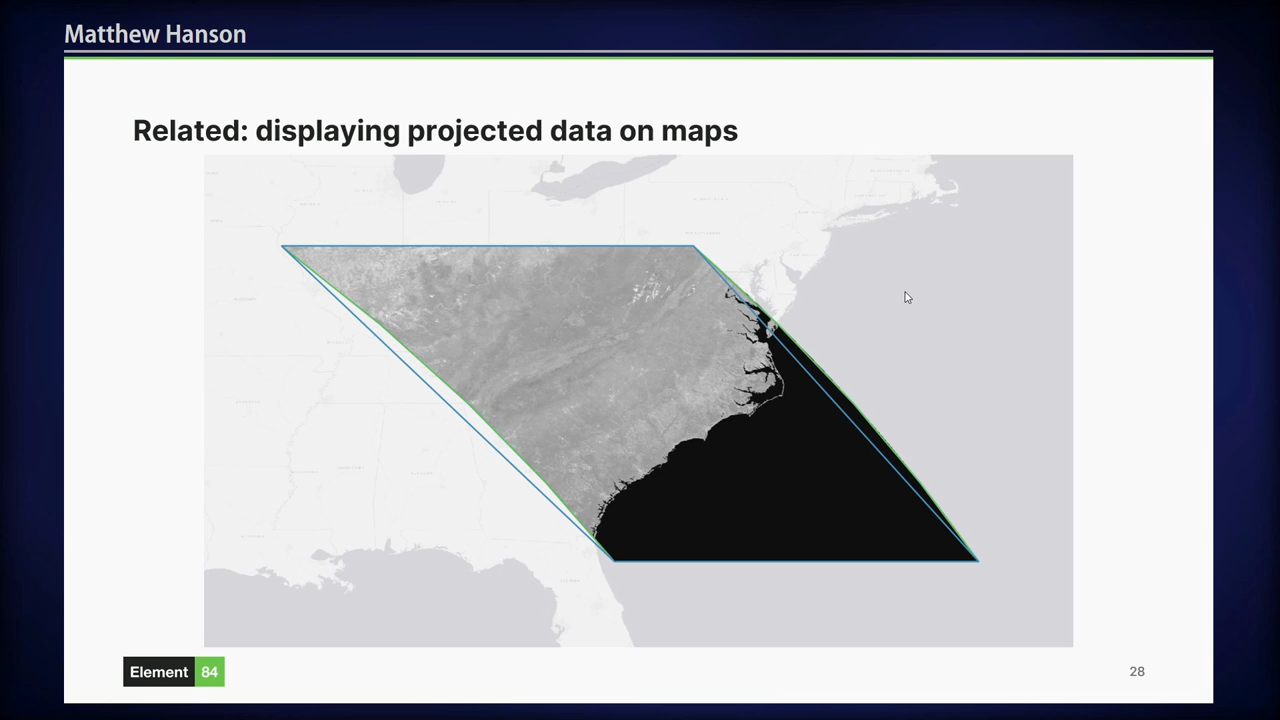 Matthew Hanson
Related: displaying projected data on maps
Element 84
28